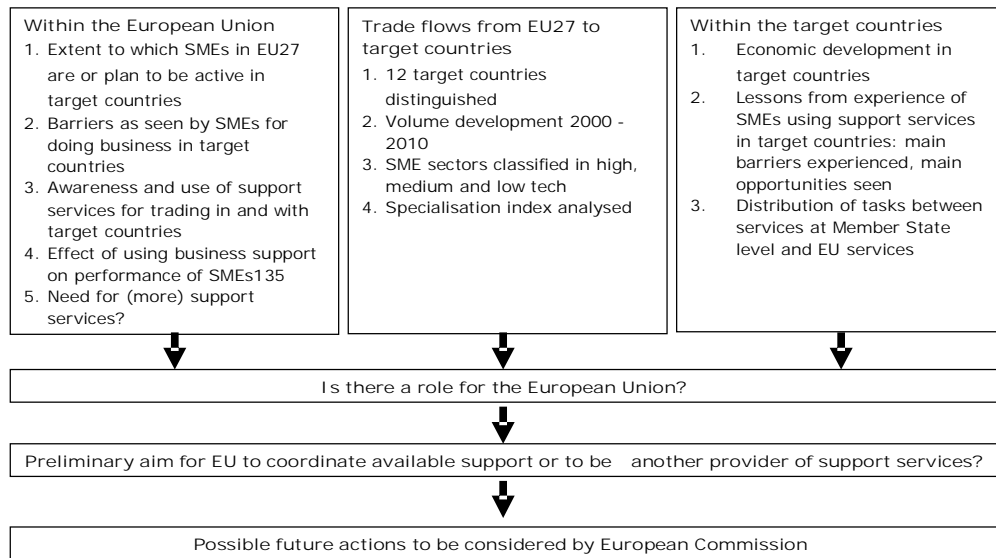 Within the European Union
1. Extent to which SMEs in EU27
are or plan to be active in
target countries
2. Barriers as seen by SMEs for
doing business in target
countries
3. Awareness and use of support
services for trading in and with
target countries
4. Effect of using business support
on performance of SMEs135
5. Need for (more) support
services?
Trade flows from EU27 to
target countries
1. 12 target countries
distinguished
2. Volume development 2000 -
2010
3. SME sectors classified in high,
medium and low tech
4. Specialisation index analysed
Within the target countries
1. Economic development in
target countries
2. Lessons from experience of
SMEs using support services
in target countries: main
barriers experienced, main
opportunities seen
3. Distribution of tasks between
services at Member State
level and EU services
Is there a role for the European Union?
Preliminary aim for EU to coordinate available support or to be another provider of support services?
Possible future actions to be considered by European Commission